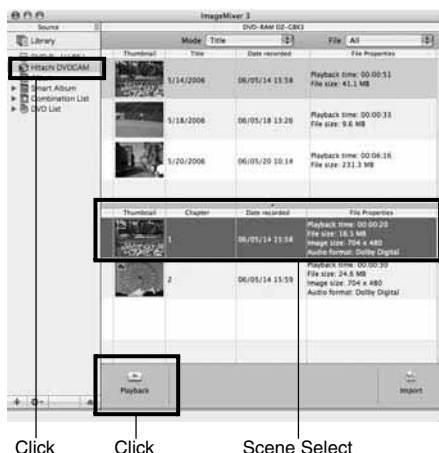 ImageMixer 3
Source
DVD-RAM DZ-GBX3
Library
Mode Title
File All
Thumbnail Title Date recorded File Properties
Hitachi DVDCAM
Smart Album
Combination List
DVD List
5/14/2006 06/05/14 15:58 Playback time: 00:00:51
File size: 41.1 MB
5/18/2006 06/05/18 13:28 Playback time: 00:00:33
File size: 9.6 MB
5/20/2006 06/05/20 10:14 Playback time: 00:06:16
File size: 231.3 MB
Thumbnail Chapter Date recorded File Properties
1 06/05/14 15:58 Playback time: 00:00:20
File size: 16.5 MB
Image size: 704 x 480
Audio format: Dolby Digital
2 06/05/14 15:59 Playback time: 00:00:30
File size: 24.6 MB
Image size: 704 x 480
Audio format: Dolby Digital
Playback
Import
Click Click Scene Select